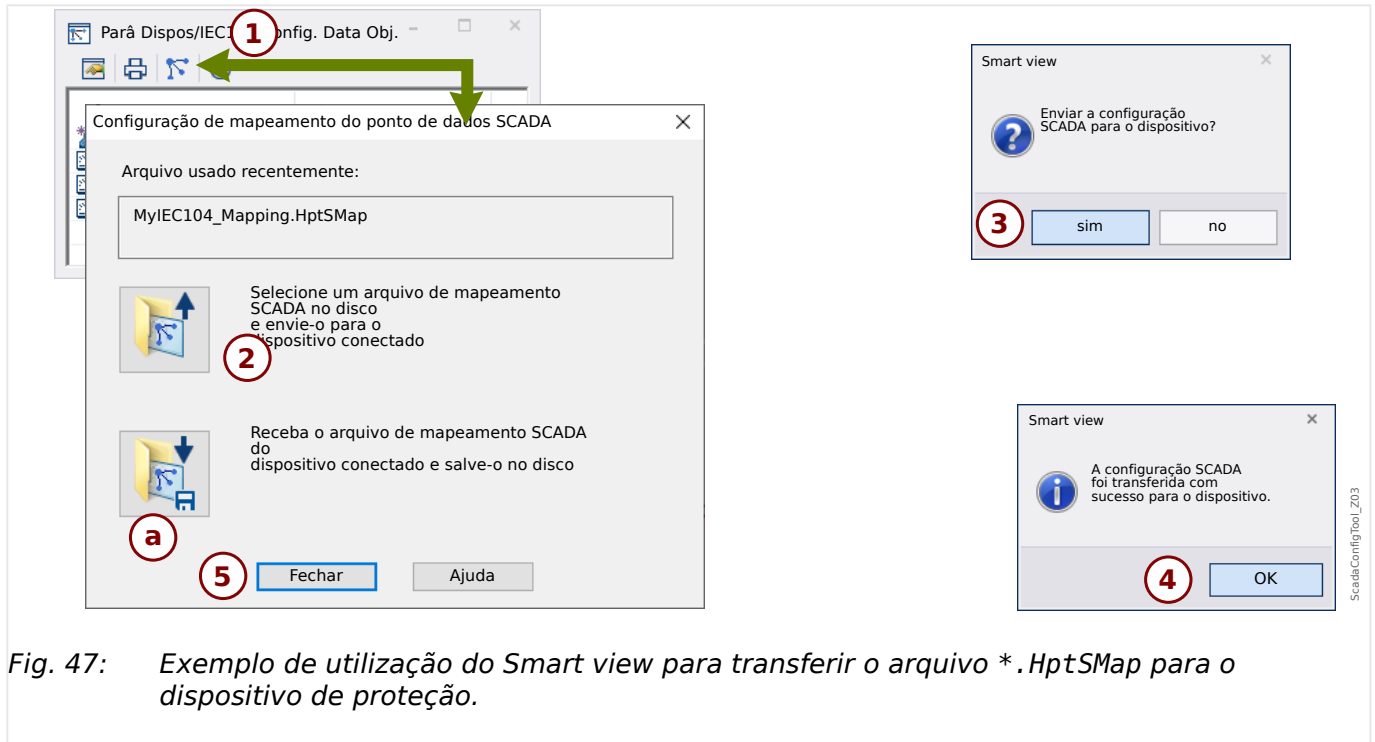 Parâ Dispos/IEC1 onfig. Data Obj.
1
Configuração de mapeamento do ponto de dados SCADA
Arquivo usado recentemente:
MyIEC104_Mapping.HptSMap
Selecione um arquivo de mapeamento
SCADA no disco
e envie-o para o
dispositivo conectado
2
Receba o arquivo de mapeamento SCADA
do
dispositivo conectado e salve-o no disco
a
5
Fechar
Ajuda
Smart view
Enviar a configuração
SCADA para o dispositivo?
3
sim
no
Smart view
A configuração SCADA
foi transferida com
sucesso para o dispositivo.
4
OK
ScadaConfigTool_Z03
Fig. 47: Exemplo de utilização do Smart view para transferir o arquivo *.HptSMap para o
dispositivo de proteção.